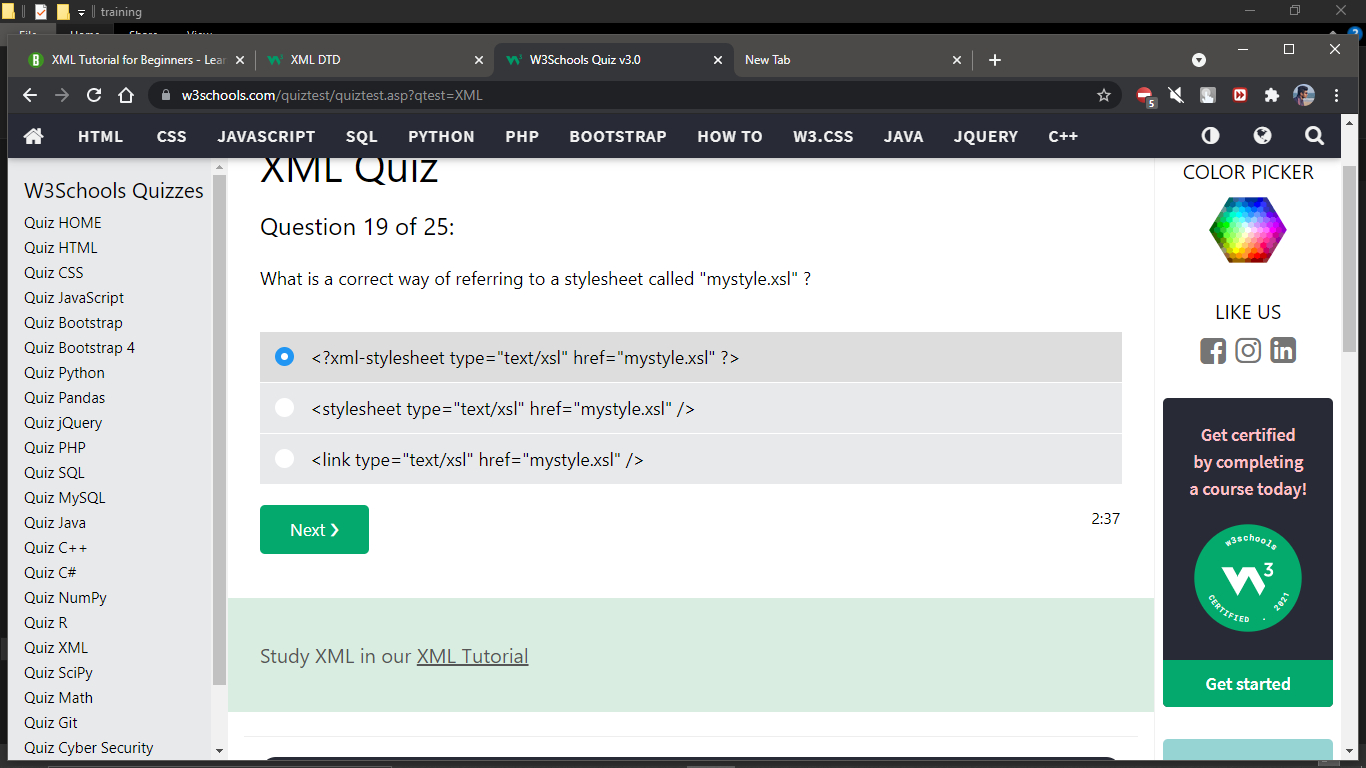 training
File Home Share View
XML Tutorial for Beginners - Lear
XML DTD
W3Schools Quiz v3.0
New Tab
w3schools.com/quiztest/quiztest.asp?qtest=XML
5
HTML CSS JAVASCRIPT SQL PYTHON PHP BOOTSTRAP HOW TO W3.CSS JAVA JQUERY C++
W3Schools Quizzes
Quiz HOME
Quiz HTML
Quiz CSS
Quiz JavaScript
Quiz Bootstrap
Quiz Bootstrap 4
Quiz Python
Quiz Pandas
Quiz jQuery
Quiz PHP
Quiz SQL
Quiz MySQL
Quiz Java
Quiz C++
Quiz C#
Quiz NumPy
Quiz R
Quiz XML
Quiz SciPy
Quiz Math
Quiz Git
Quiz Cyber Security
XML Quiz
Question 19 of 25:
What is a correct way of referring to a stylesheet called "mystyle.xsl" ?
<?xml-stylesheet type="text/xsl" href="mystyle.xsl" ?>
<stylesheet type="text/xsl" href="mystyle.xsl" />
<link type="text/xsl" href="mystyle.xsl" />
Next ❯
2:37
Study XML in our XML Tutorial
COLOR PICKER
LIKE US
Get certified
by completing
a course today!
w3schools
W3
CERTIFIED . 2021
Get started